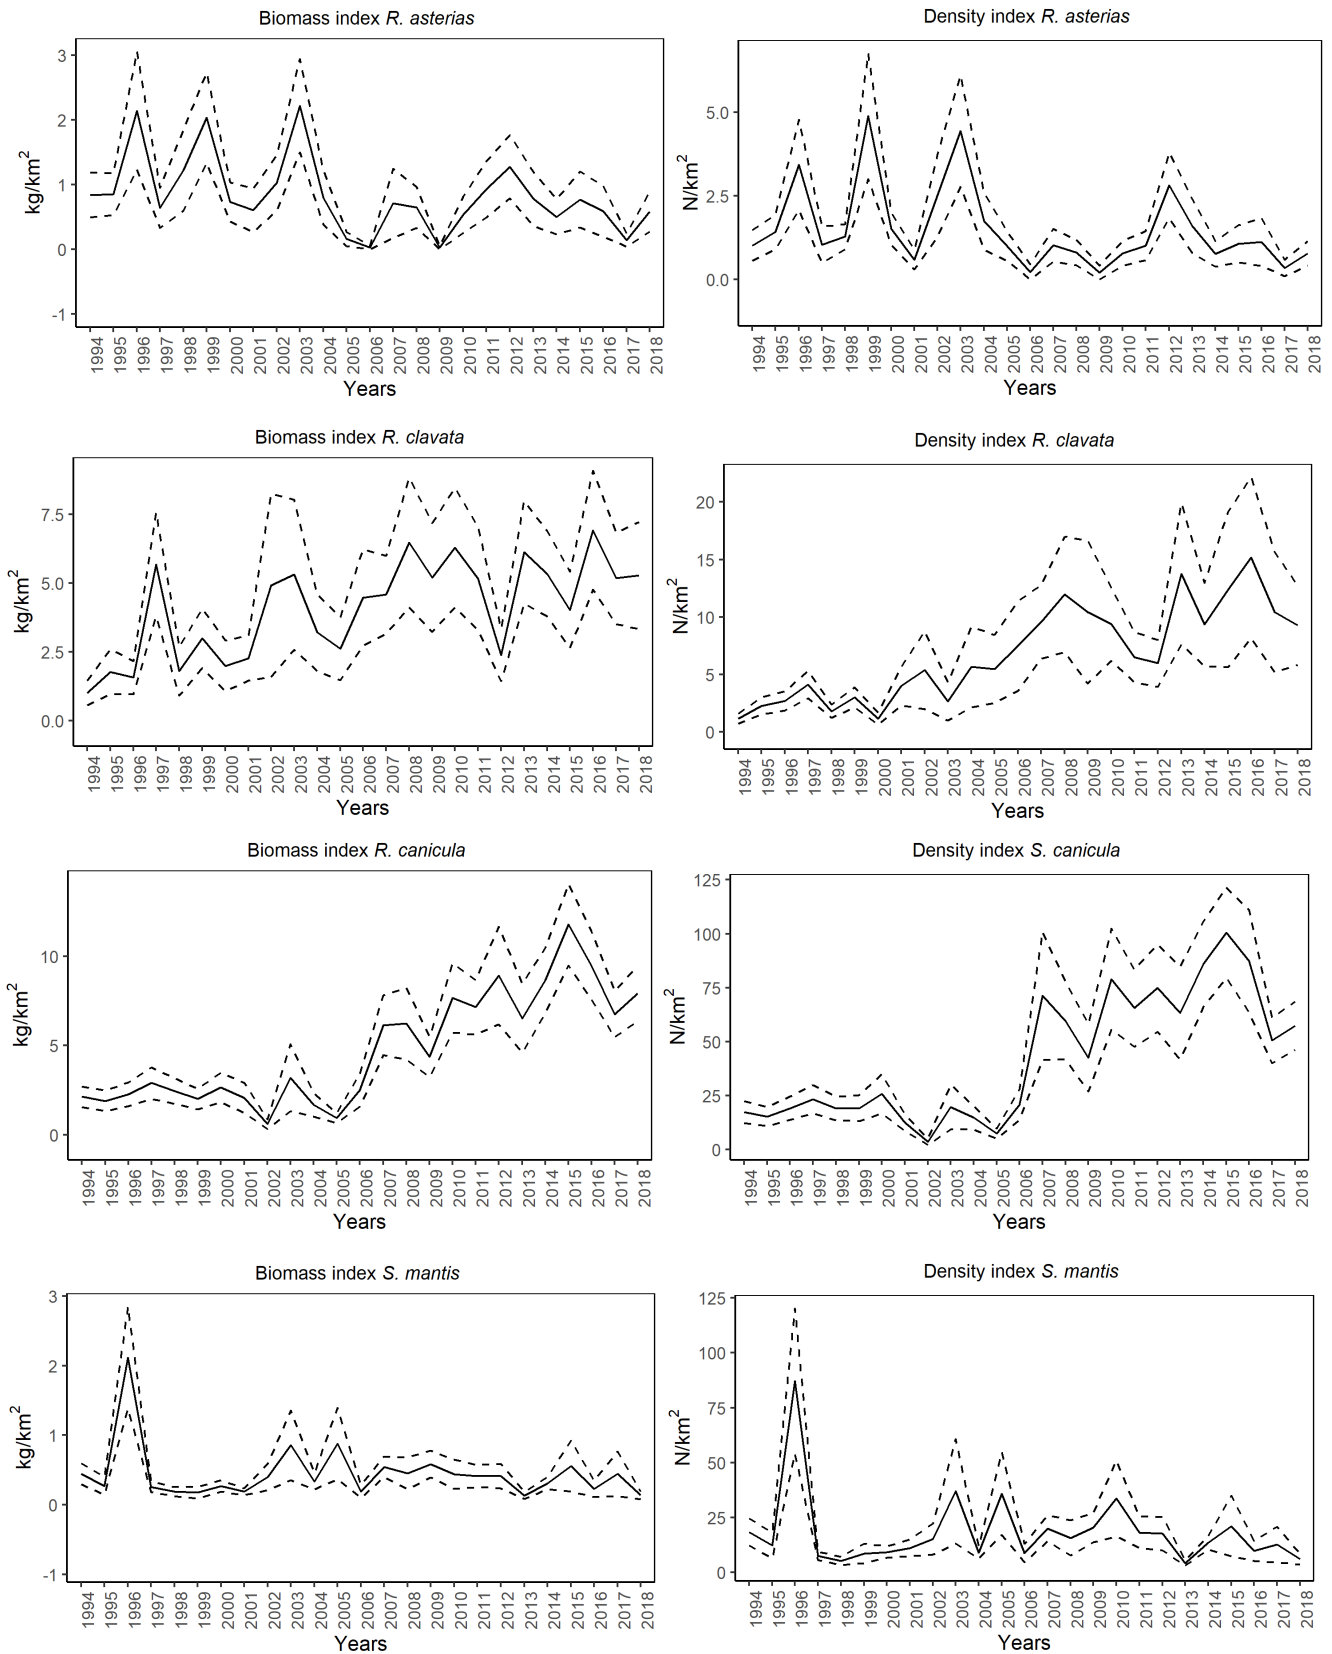 Biomass index R. asterias
3
2
1
0
-1
kg/km2
1994 1995 1996 1997 1998 1999 2000 2001 2002 2003 2004 2005 2006 2007 2008 2009 2010 2011 2012 2013 2014 2015 2016 2017 2018
Years
Density index R. asterias
5.0
2.5
0.0
N/km2
1994 1995 1996 1997 1998 1999 2000 2001 2002 2003 2004 2005 2006 2007 2008 2009 2010 2011 2012 2013 2014 2015 2016 2017 2018
Years
Biomass index R. clavata
7.5
5.0
2.5
0.0
kg/km2
1994 1995 1996 1997 1998 1999 2000 2001 2002 2003 2004 2005 2006 2007 2008 2009 2010 2011 2012 2013 2014 2015 2016 2017 2018
Years
Density index R. clavata
20
15
10
5
0
N/km2
1994 1995 1996 1997 1998 1999 2000 2001 2002 2003 2004 2005 2006 2007 2008 2009 2010 2011 2012 2013 2014 2015 2016 2017 2018
Years
Biomass index R. canicula
10
5
0
kg/km2
1994 1995 1996 1997 1998 1999 2000 2001 2002 2003 2004 2005 2006 2007 2008 2009 2010 2011 2012 2013 2014 2015 2016 2017 2018
Years
Density index S. canicula
125
100
75
50
25
0
N/km2
1994 1995 1996 1997 1998 1999 2000 2001 2002 2003 2004 2005 2006 2007 2008 2009 2010 2011 2012 2013 2014 2015 2016 2017 2018
Years
Biomass index S. mantis
3
2
1
0
-1
kg/km2
1994 1995 1996 1997 1998 1999 2000 2001 2002 2003 2004 2005 2006 2007 2008 2009 2010 2011 2012 2013 2014 2015 2016 2017 2018
Years
Density index S. mantis
125
100
75
50
25
0
N/km2
1994 1995 1996 1997 1998 1999 2000 2001 2002 2003 2004 2005 2006 2007 2008 2009 2010 2011 2012 2013 2014 2015 2016 2017 2018
Years